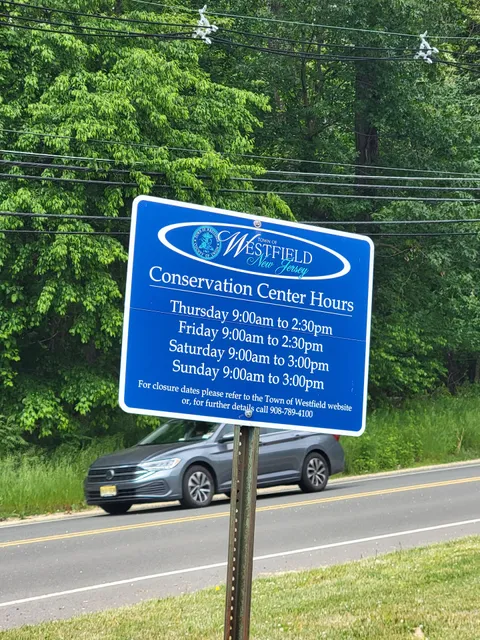 TOWN OF
WESTFIELD
New Jersey
Conservation Center Hours
Thursday 9:00am to 2:30pm
Friday 9:00am to 2:30pm
Saturday 9:00am to 3:00pm
Sunday 9:00am to 3:00pm
For closure dates please refer to the Town of Westfield website
or, for further details call 908-789-4100